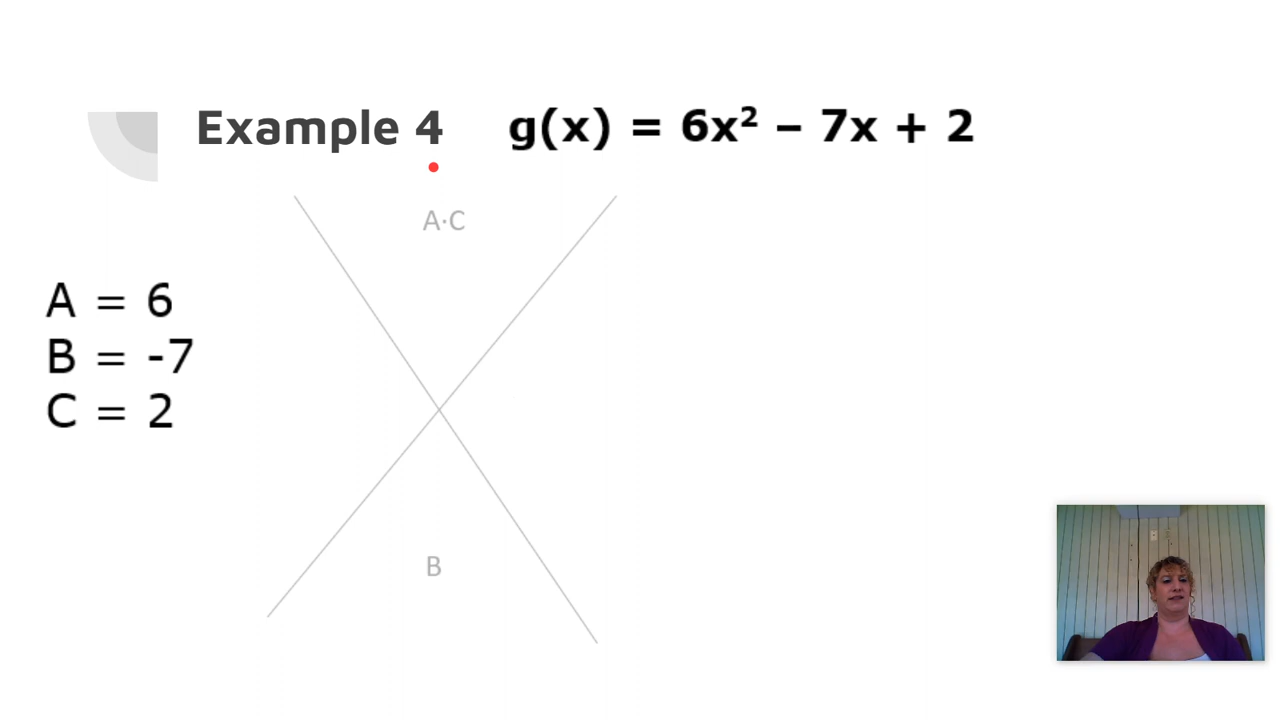 Example 4 g(x) = 6x² – 7x + 2
A·C
A = 6
B = -7
C = 2
B